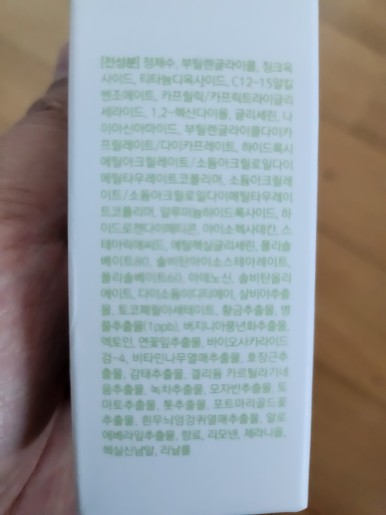 [전성분] 정제수, 부틸렌글라이콜, 징크옥
사이드, 티타늄디옥사이드, C12-15알킬
벤조에이트, 카프릴릭/카프릭트라이글리
세라이드, 1,2-헥산다이올, 글리세린, 나
이아신아마이드, 부틸렌글라이콜다이카
프릴레이트/다이카프레이트, 하이드록시
에틸아크릴레이트/소듐아크릴로일다이
메틸타우레이트코폴리머, 소듐아크릴레
이트/소듐아크릴로일다이메틸타우레이
트코폴리머, 알루미늄하이드록사이드, 하
이드로젠다이메티콘, 아이소헥사데칸, 스
테아릭애씨드, 에틸헥실글리세린, 폴리솔
베이트80, 솔비탄아이소스테아레이트,
폴리솔베이트60, 아데노신, 솔비탄올리
에이트, 다이소듐이디티에이, 살비아추출
물, 토코페릴아세테이트, 황금추출물, 병
풀추출물(1ppb), 버지니아풍년화추출물,
엑토인, 연꽃잎추출물, 바이오사카라이드
검-4, 비타민나무열매추출물, 호장근추
출물, 감태추출물, 겔리듐 카르틸라기네
움추출물, 녹차추출물, 모자반추출물, 토
마토추출물, 톳추출물, 포트마리골드꽃
추출물, 흰무늬엉겅퀴열매추출물, 알로
에베라잎추출물, 향료, 리모넨, 제라니올,
헥실신남알, 리날룰